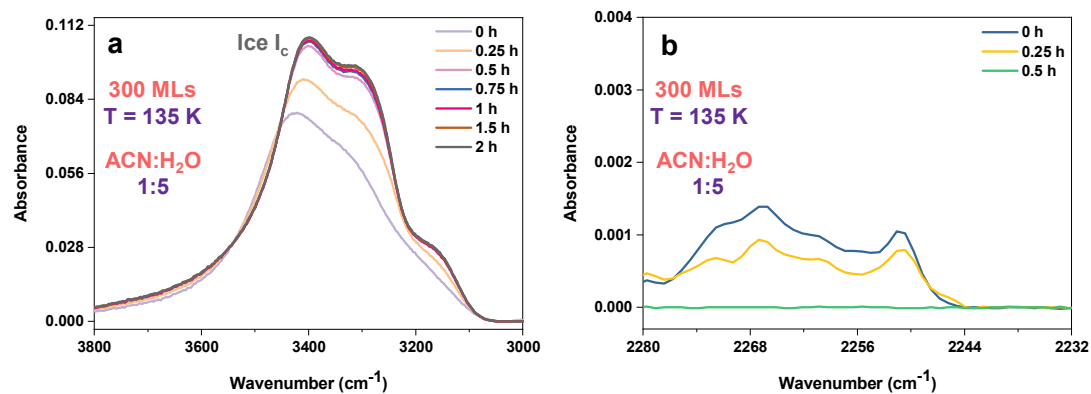 a
Ice I<sub>c</sub>
300 MLs
T = 135 K
ACN:H₂O
1:5
0 h
0.25 h
0.5 h
0.75 h
1 h
1.5 h
2 h
0.112
0.084
0.056
0.028
0.000
Absorbance
3800
3600
3400
3200
3000
Wavenumber (cm⁻¹)
b
300 MLs
T = 135 K
ACN:H₂O
1:5
0 h
0.25 h
0.5 h
0.004
0.003
0.002
0.001
0.000
Absorbance
2280
2268
2256
2244
2232
Wavenumber (cm⁻¹)